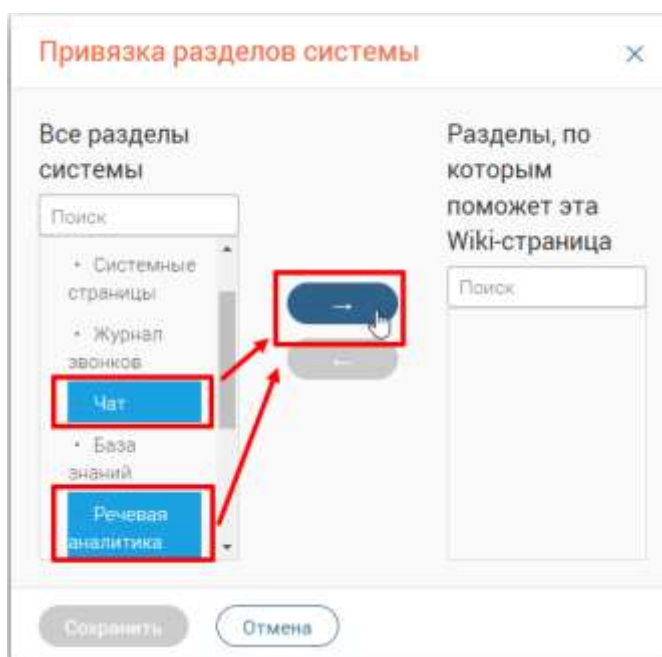 Привязка разделов системы
×
Все разделы
системы
Поиск
• Системные
страницы
• Журнал
звонков
Чат
• База
знаний
Речевая
аналитика
→
←
Разделы, по
которым
поможет эта
Wiki-страница
Поиск
Сохранить
Отмена